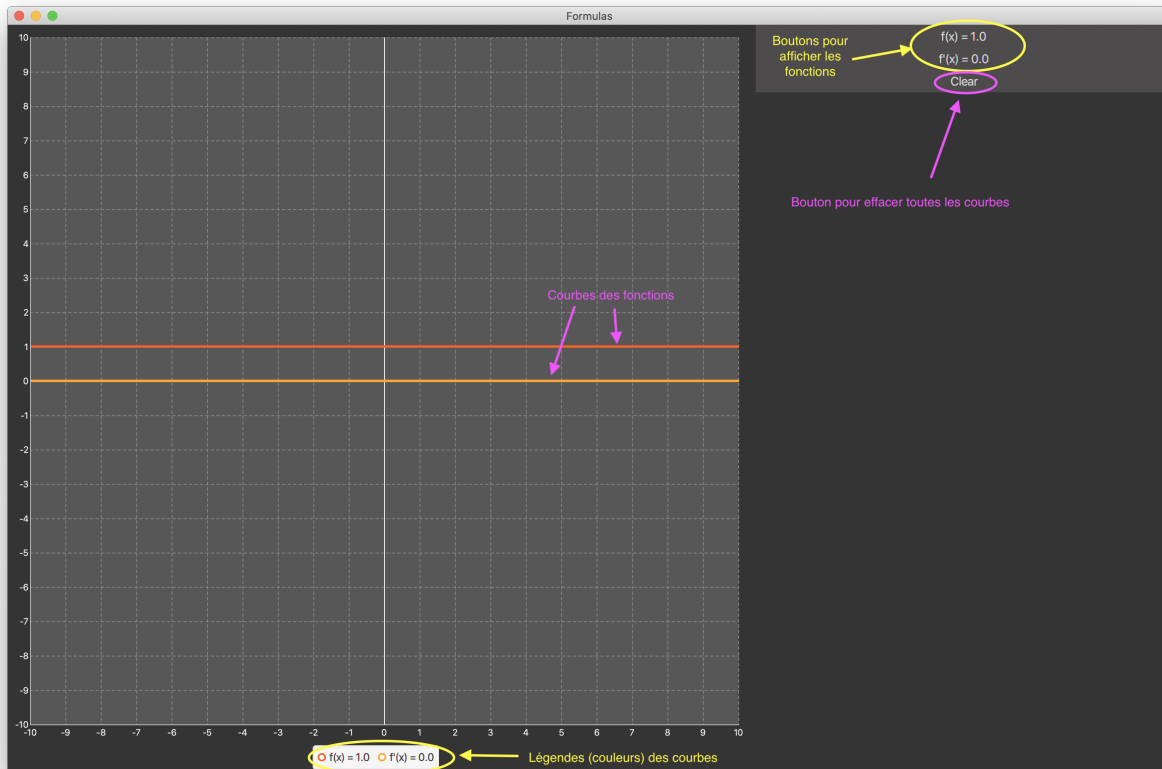 Formulas
10
9
8
7
6
5
4
3
2
1
0
-1
-2
-3
-4
-5
-6
-7
-8
-9
-10
-10 -9 -8 -7 -6 -5 -4 -3 -2 -1 0 1 2 3 4 5 6 7 8 9 10
Courbes des fonctions
f(x) = 1.0 f'(x) = 0.0
Légendes (couleurs) des courbes
Boutons pour
afficher les
fonctions
f(x) = 1.0
f'(x) = 0.0
Clear
Bouton pour effacer toutes les courbes